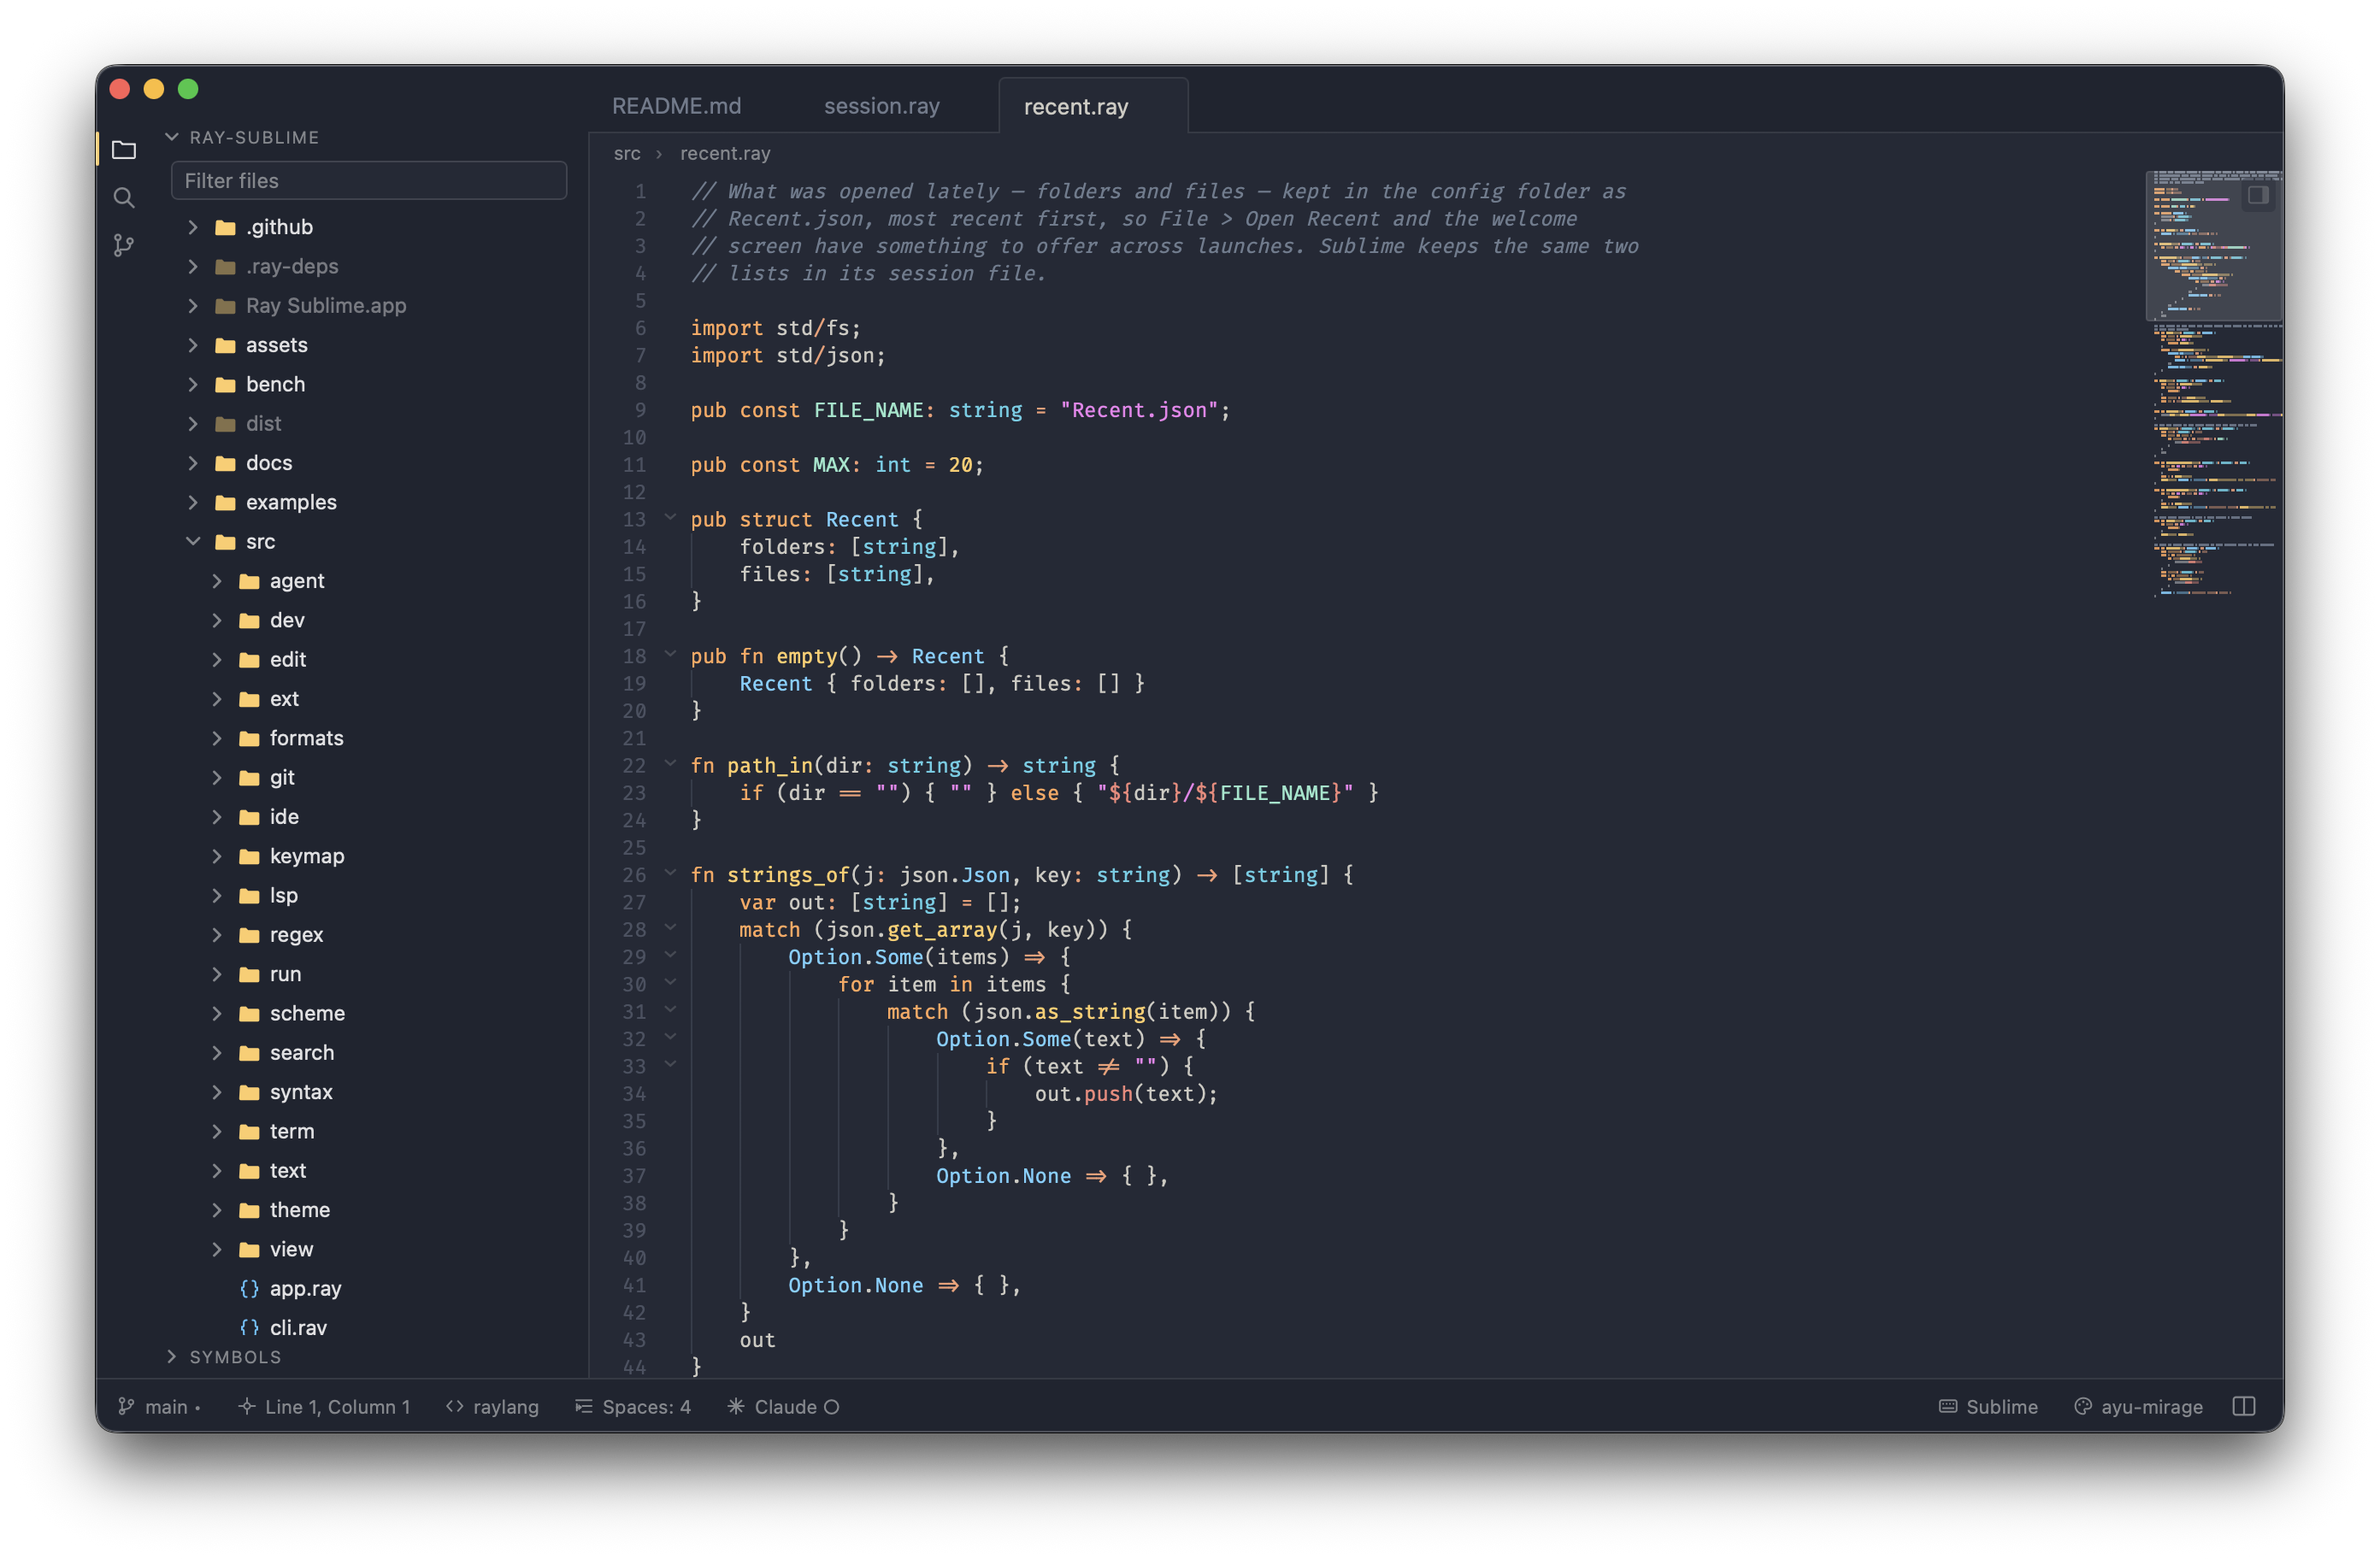 README.md
session.ray
recent.ray
RAY-SUBLIME
Filter files
.github
.ray-deps
Ray Sublime.app
assets
bench
dist
docs
examples
src
agent
dev
edit
ext
formats
git
ide
keymap
lsp
regex
run
scheme
search
syntax
term
text
theme
view
{} app.ray
{} cli.ray
SYMBOLS
src › recent.ray
1 // What was opened lately — folders and files — kept in the config folder as
2 // Recent.json, most recent first, so File > Open Recent and the welcome
3 // screen have something to offer across launches. Sublime keeps the same two
4 // lists in its session file.
5
6 import std/fs;
7 import std/json;
8
9 pub const FILE_NAME: string = "Recent.json";
10
11 pub const MAX: int = 20;
12
13 pub struct Recent {
14     folders: [string],
15     files: [string],
16 }
17
18 pub fn empty() -> Recent {
19     Recent { folders: [], files: [] }
20 }
21
22 fn path_in(dir: string) -> string {
23     if (dir == "") { "" } else { "${dir}/${FILE_NAME}" }
24 }
25
26 fn strings_of(j: json.Json, key: string) -> [string] {
27     var out: [string] = [];
28     match (json.get_array(j, key)) {
29         Option.Some(items) => {
30             for item in items {
31                 match (json.as_string(item)) {
32                     Option.Some(text) => {
33                         if (text != "") {
34                             out.push(text);
35                         }
36                     },
37                     Option.None => { },
38                 }
39             }
40         },
41         Option.None => { },
42     }
43     out
44 }
main •
Line 1, Column 1
<> raylang
Spaces: 4
Claude
Sublime
ayu-mirage